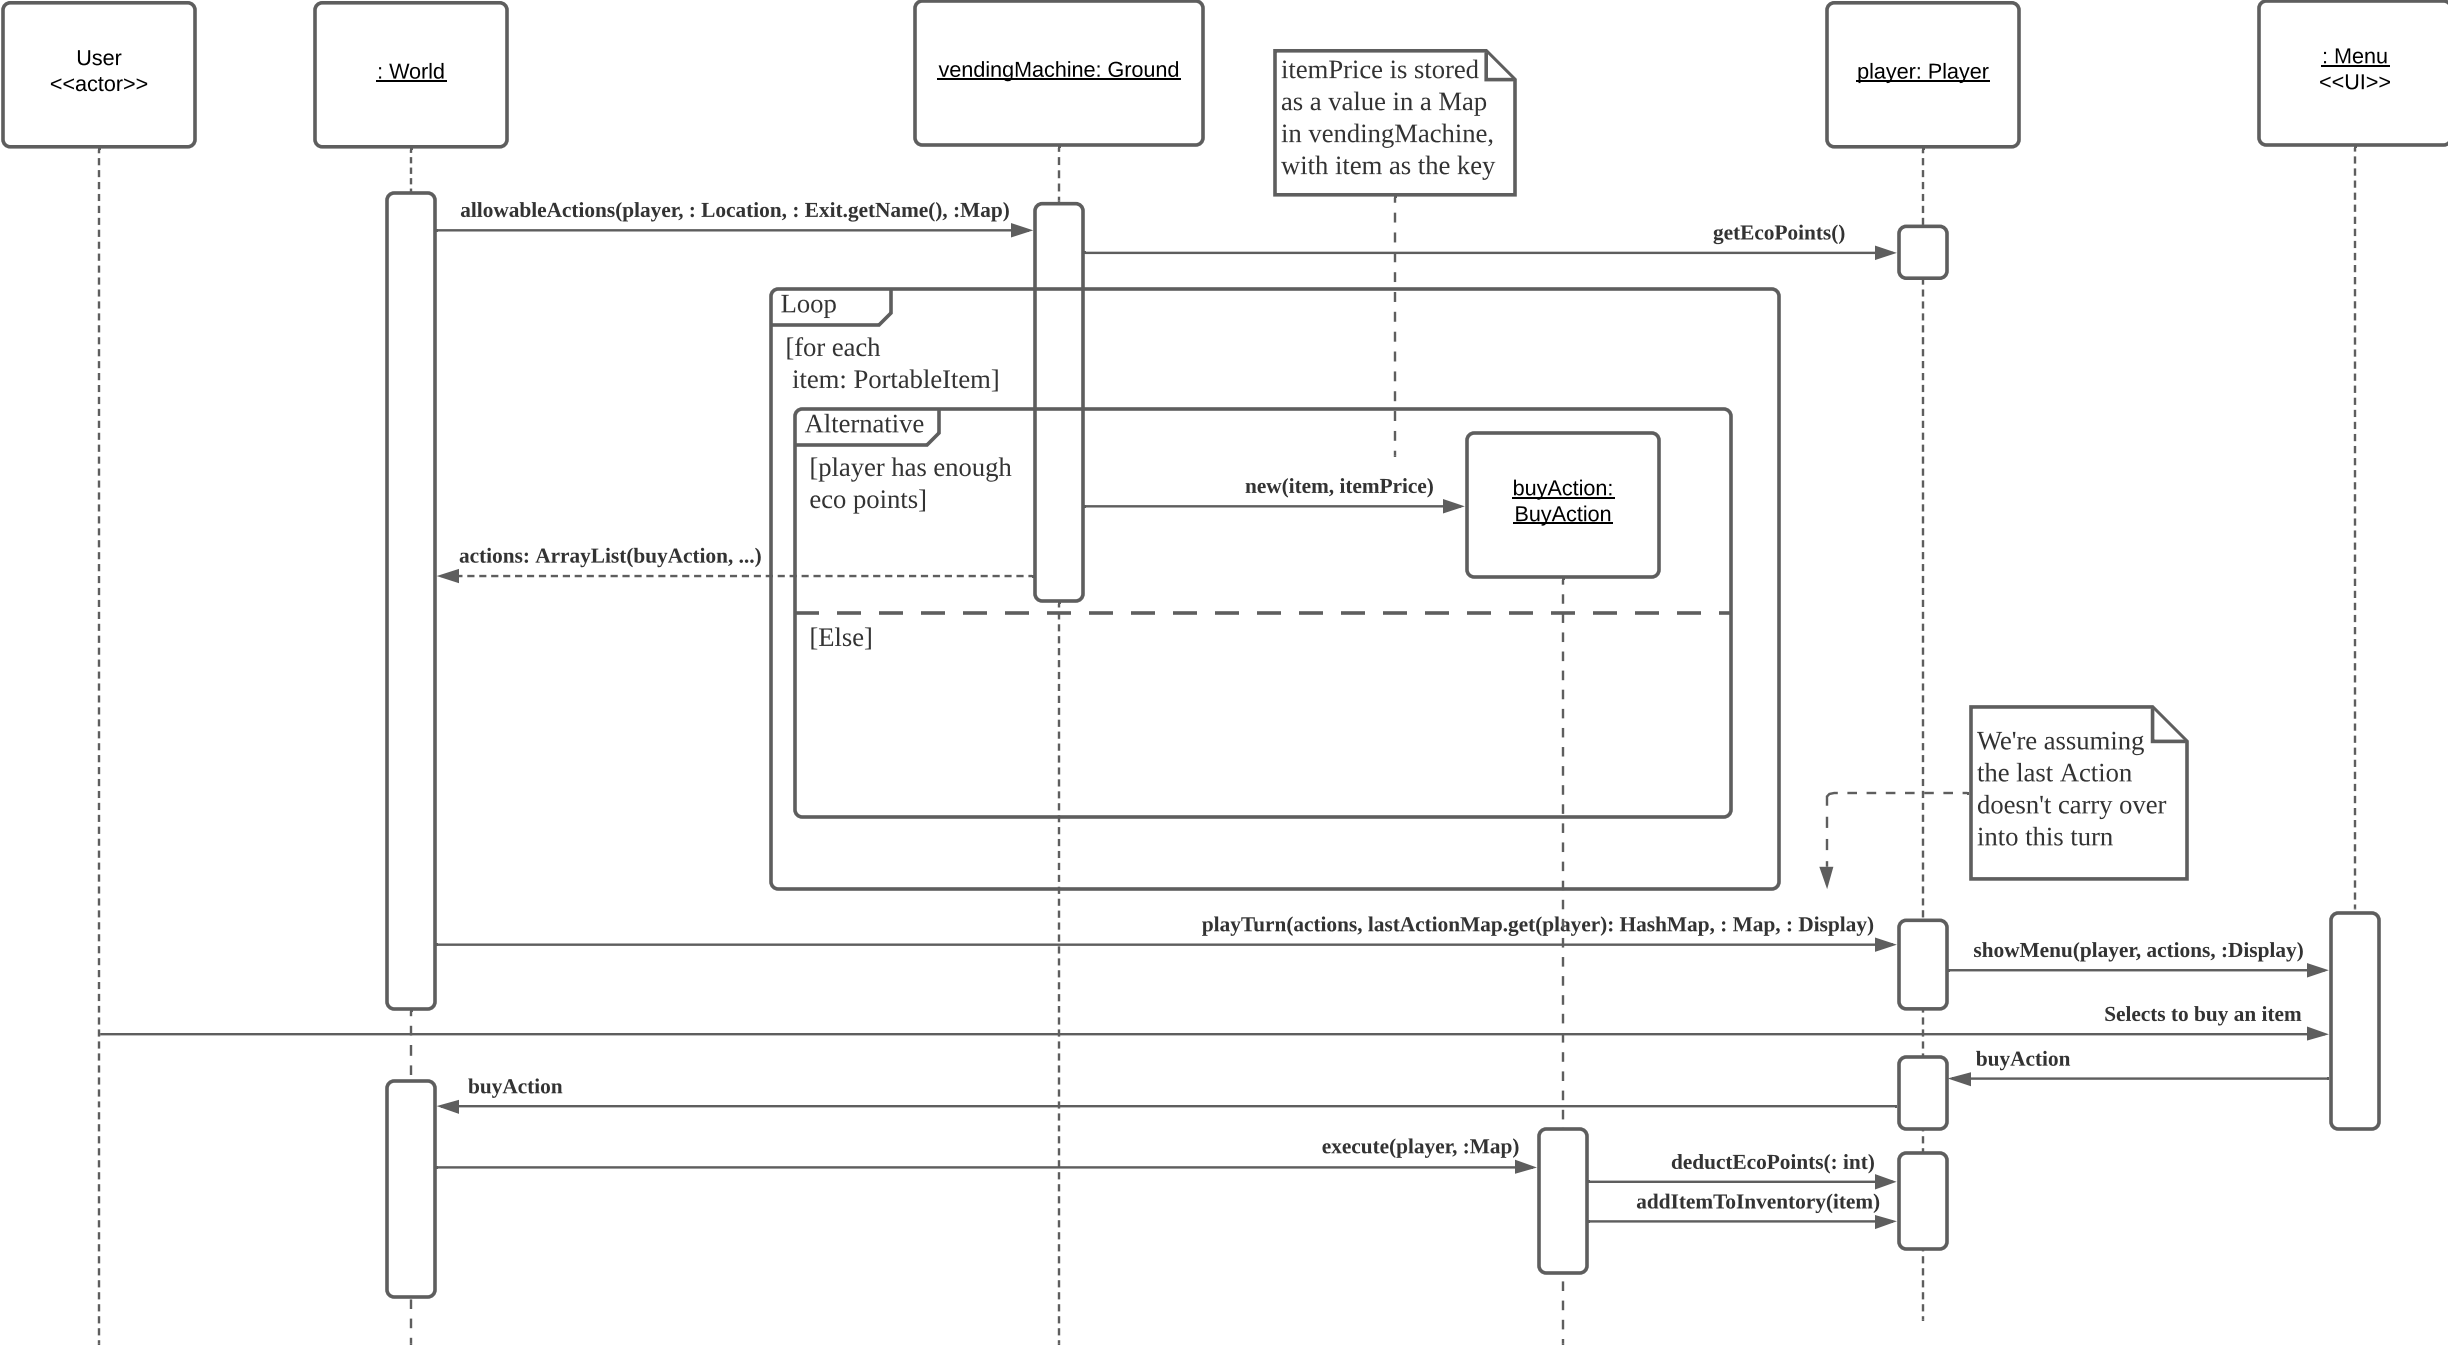 User
<<actor>>
: World
vendingMachine: Ground
itemPrice is stored
as a value in a Map
in vendingMachine,
with item as the key
player: Player
: Menu
<<UI>>
allowableActions(player, : Location, : Exit.getName(), :Map)
getEcoPoints()
Loop
[for each
item: PortableItem]
Alternative
[player has enough
eco points]
new(item, itemPrice)
buyAction:
BuyAction
actions: ArrayList(buyAction, ...)
[Else]
We're assuming
the last Action
doesn't carry over
into this turn
playTurn(actions, lastActionMap.get(player): HashMap, : Map, : Display)
showMenu(player, actions, :Display)
Selects to buy an item
buyAction
buyAction
execute(player, :Map)
deductEcoPoints(: int)
addItemToInventory(item)